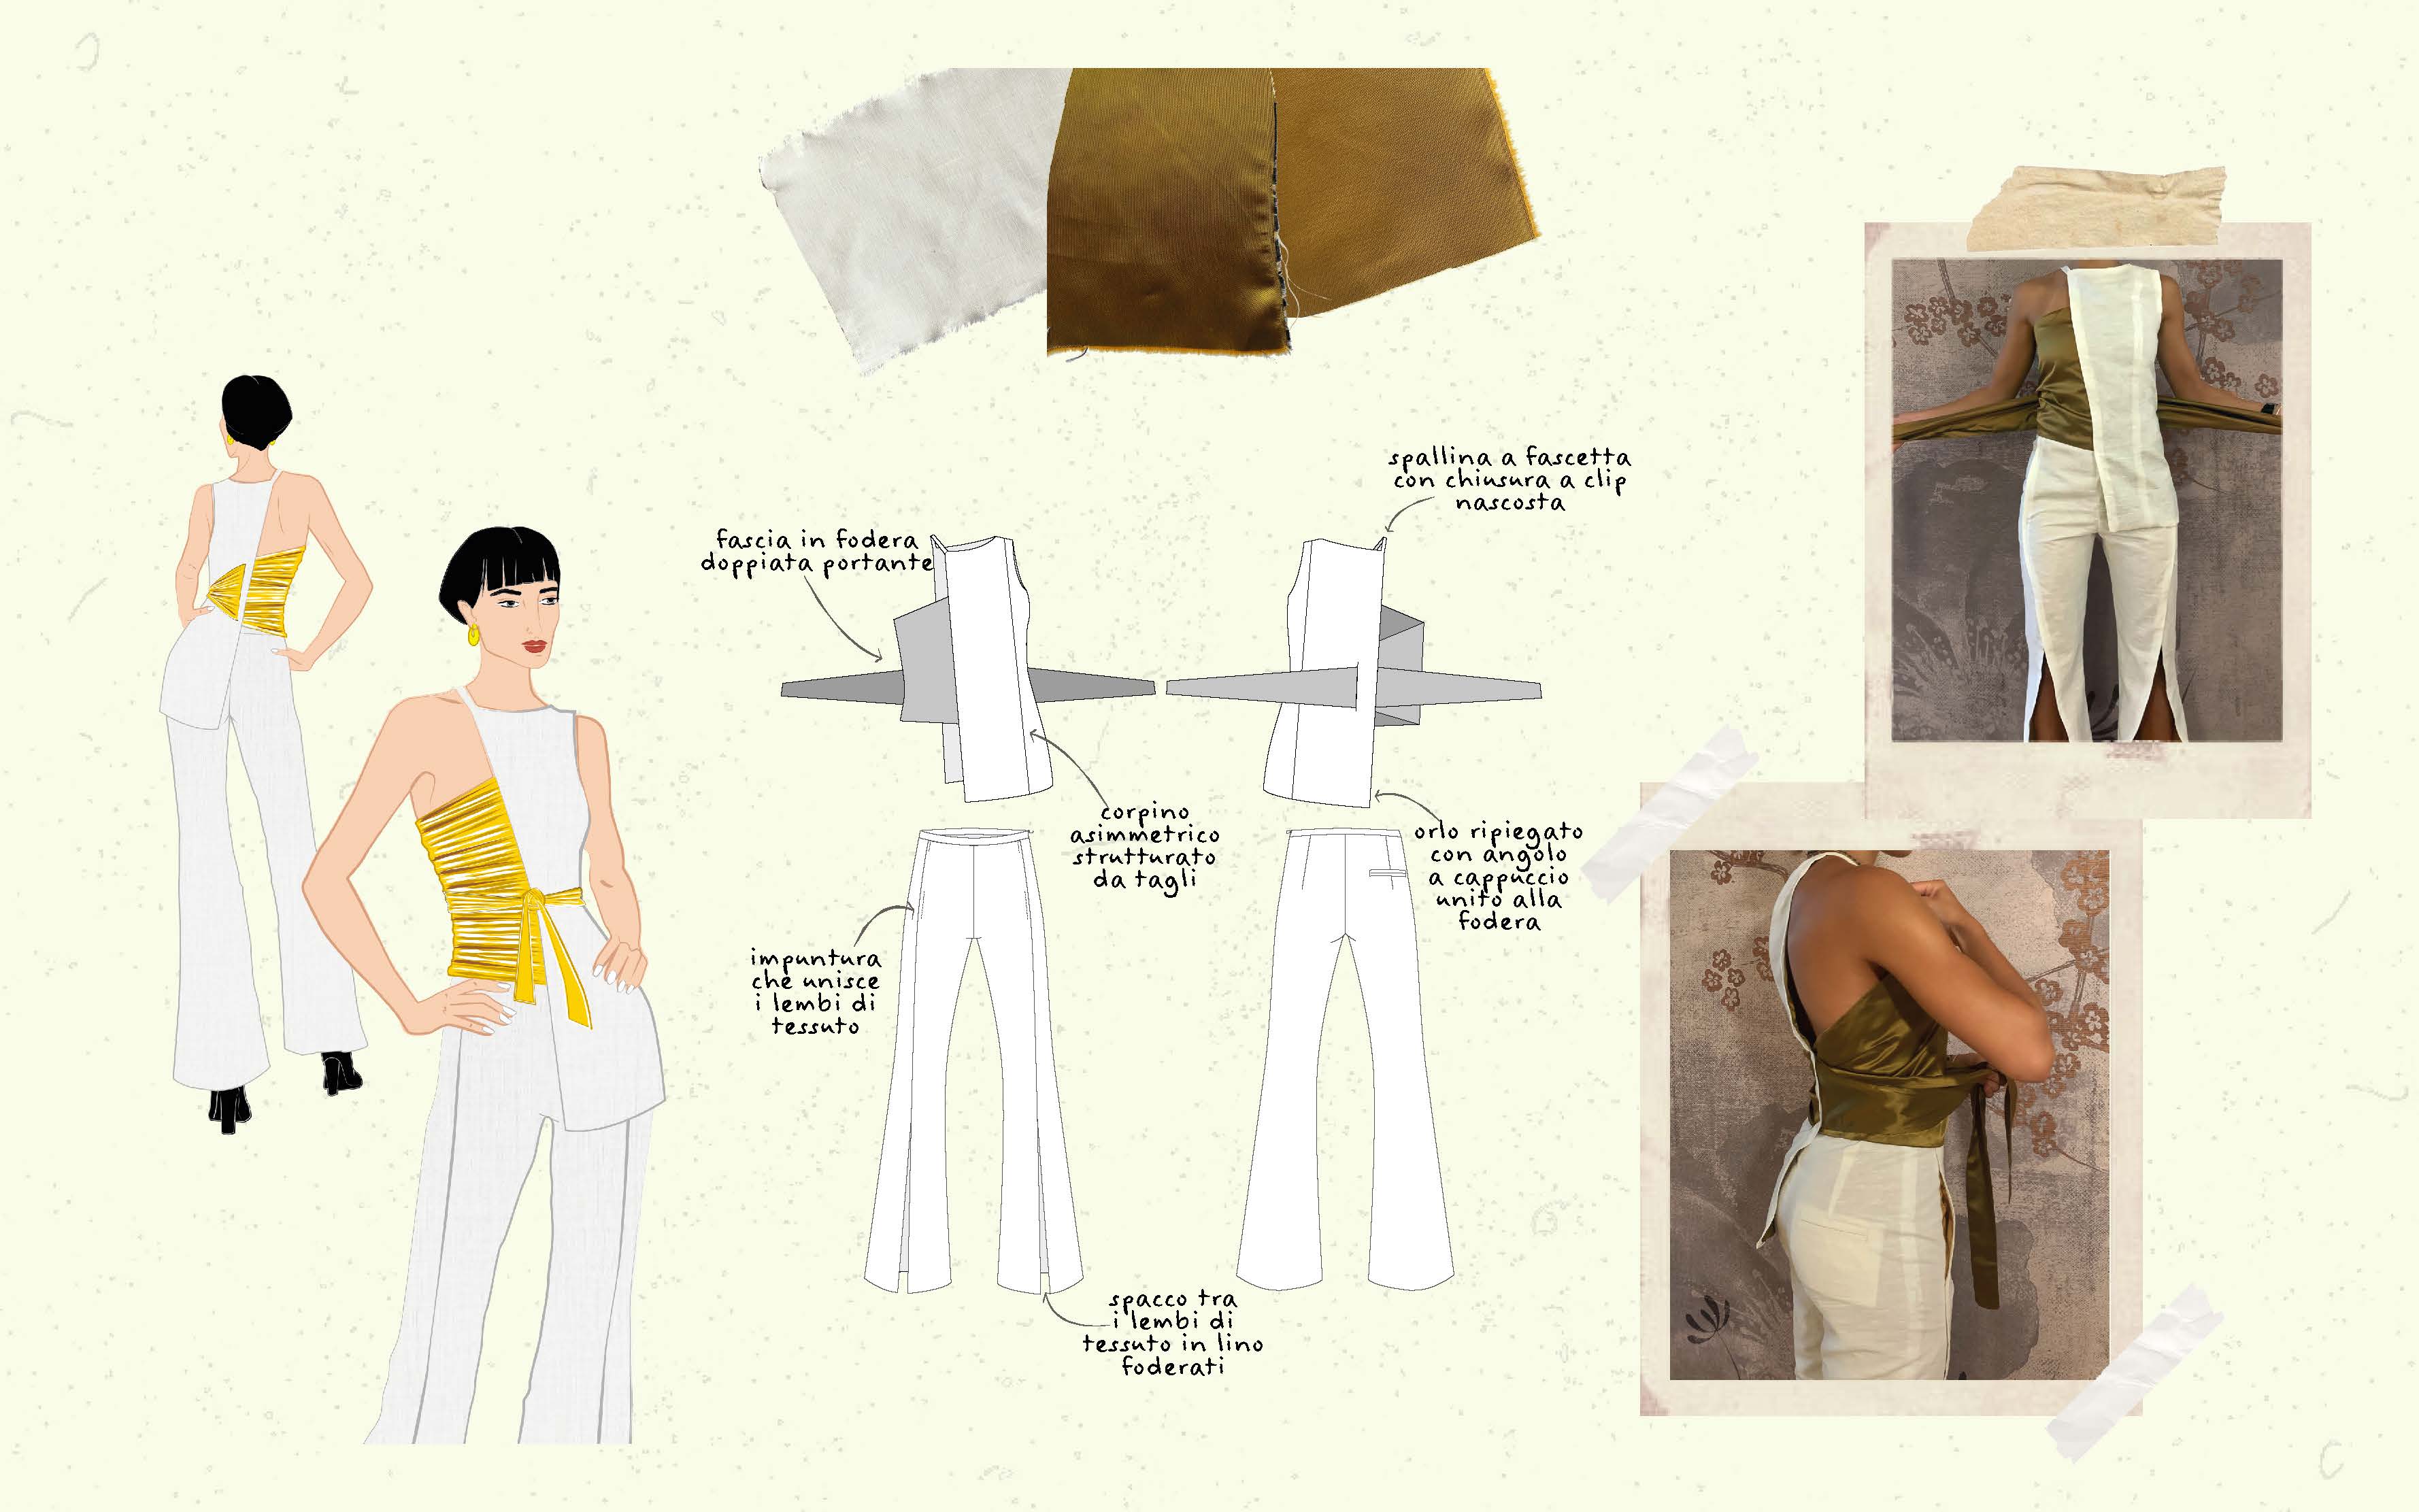 spallina a fascetta
con chiusura a clip
nascosta
fascia in fodera
doppiata portante
corpino
asimmetrico
strutturato
da tagli
orlo ripiegato
con angolo
a cappuccio
unito alla
fodera
impuntura
che unisce
i lembi di
tessuto
spacco tra
i lembi di
tessuto in lino
foderati